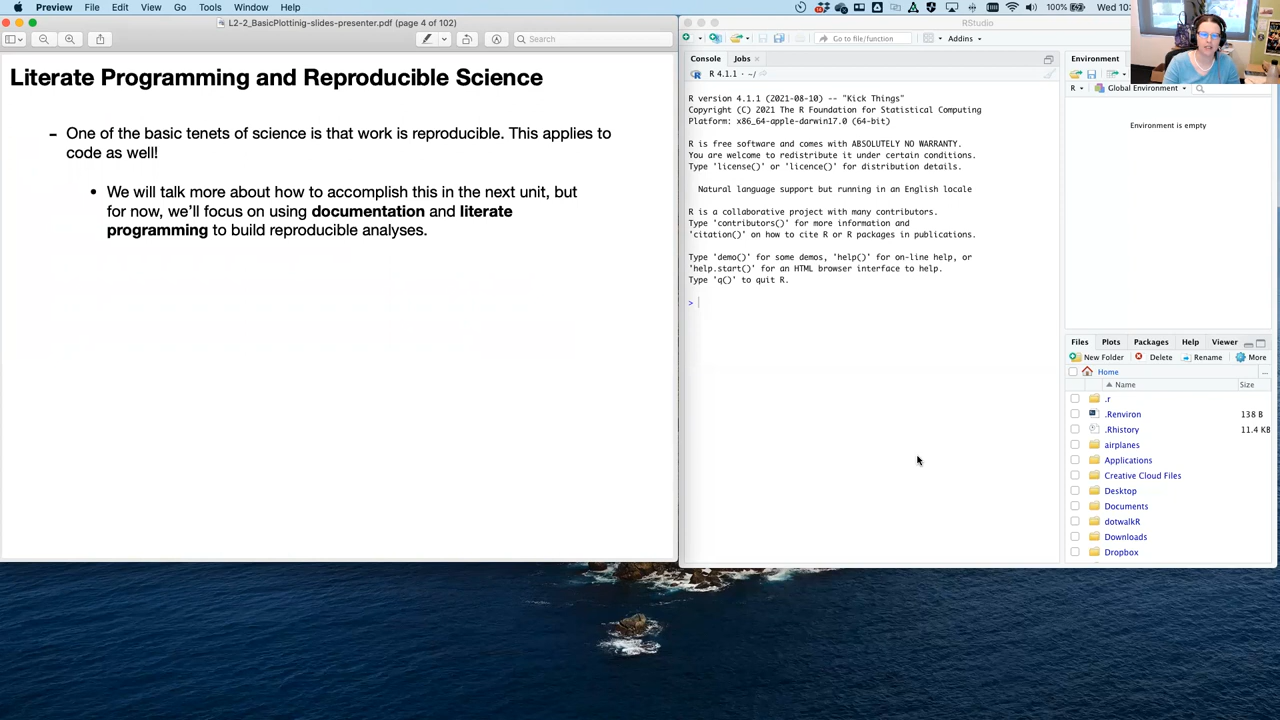 Preview File Edit View Go Tools Window Help
100%
L2-2_BasicPlottinig-slides-presenter.pdf (page 4 of 102)
Search
Literate Programming and Reproducible Science
- One of the basic tenets of science is that work is reproducible. This applies to
code as well!
• We will talk more about how to accomplish this in the next unit, but
for now, we'll focus on using documentation and literate
programming to build reproducible analyses.
RStudio
Go to file/function
Addins
Console Jobs
R 4.1.1 · ~/
R version 4.1.1 (2021-08-10) -- "Kick Things"
Copyright (C) 2021 The R Foundation for Statistical Computing
Platform: x86_64-apple-darwin17.0 (64-bit)
R is free software and comes with ABSOLUTELY NO WARRANTY.
You are welcome to redistribute it under certain conditions.
Type 'license()' or 'licence()' for distribution details.
Natural language support but running in an English locale
R is a collaborative project with many contributors.
Type 'contributors()' for more information and
'citation()' on how to cite R or R packages in publications.
Type 'demo()' for some demos, 'help()' for on-line help, or
'help.start()' for an HTML browser interface to help.
Type 'q()' to quit R.
>
Environment
R Global Environment
Environment is empty
Files Plots Packages Help Viewer
New Folder Delete Rename More
Home ...
Name Size
.r
.Renviron 138 B
.Rhistory 11.4 KB
airplanes
Applications
Creative Cloud Files
Desktop
Documents
dotwalkR
Downloads
Dropbox